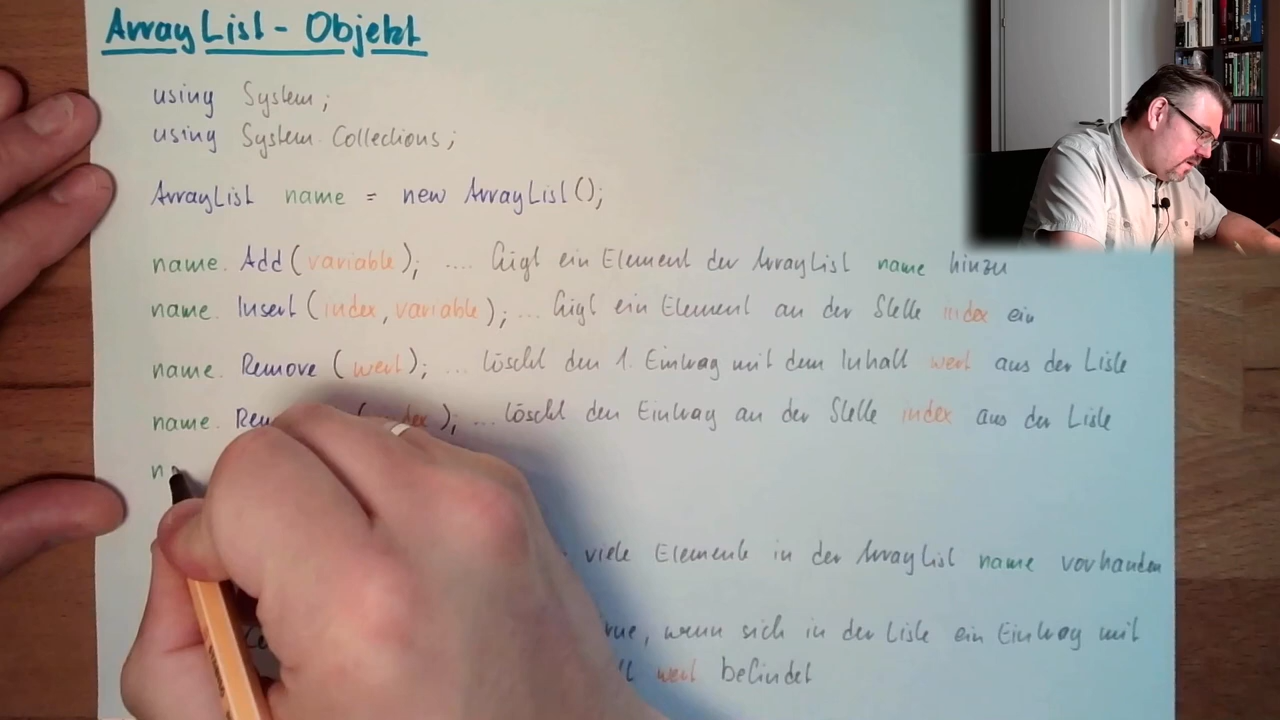 ArrayList - Objekt
using System;
using System.Collections;
ArrayList name = new ArrayList();
name. Add (variable); .... fügt ein Element der ArrayList name hinzu
name. Insert (index, variable); ... fügt ein Element an der Stelle index ein
name. Remove (wert); ... löscht den 1. Eintrag mit dem Inhalt wert aus der Liste
name. (index); ... löscht den Eintrag an der Stelle index aus der Liste
viele Elemente in der ArrayList name vorhanden
wenn sich in der Liste ein Eintrag mit
wert befindet